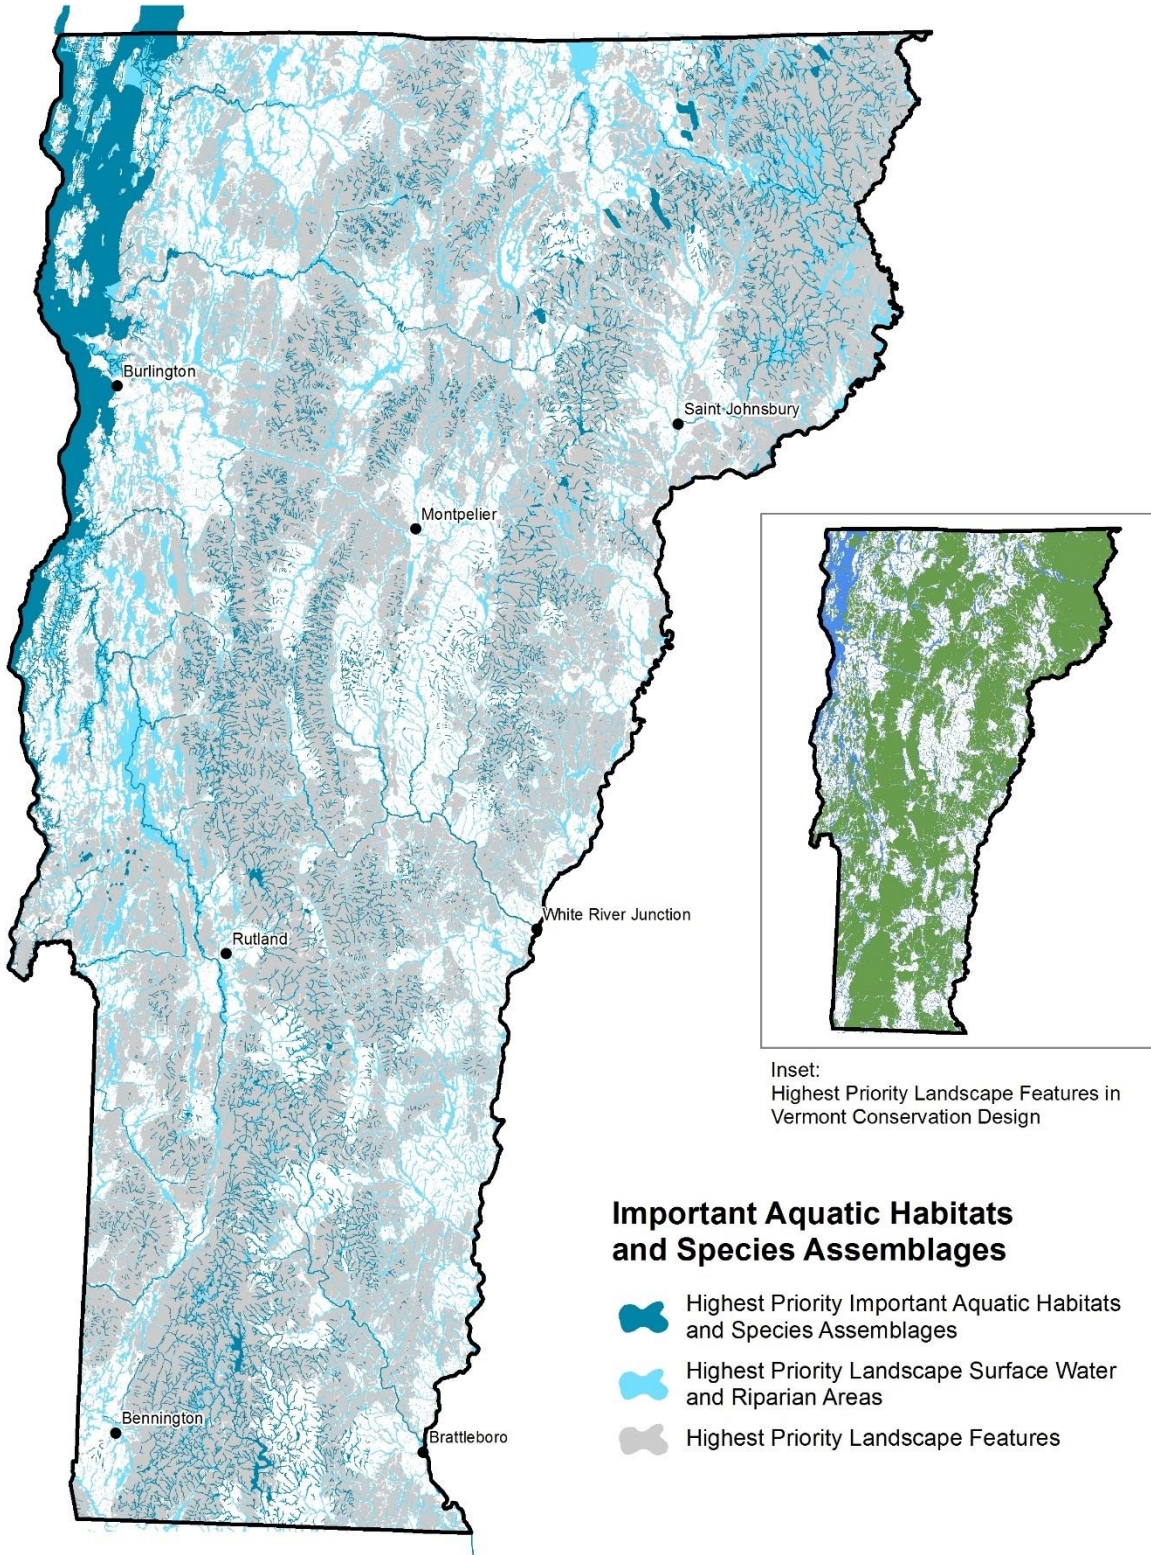 Burlington
Saint Johnsbury
Montpelier
White River Junction
Rutland
Inset:
Highest Priority Landscape Features in
Vermont Conservation Design
Important Aquatic Habitats
and Species Assemblages
Highest Priority Important Aquatic Habitats
and Species Assemblages
Highest Priority Landscape Surface Water
and Riparian Areas
Highest Priority Landscape Features
Bennington
Brattleboro